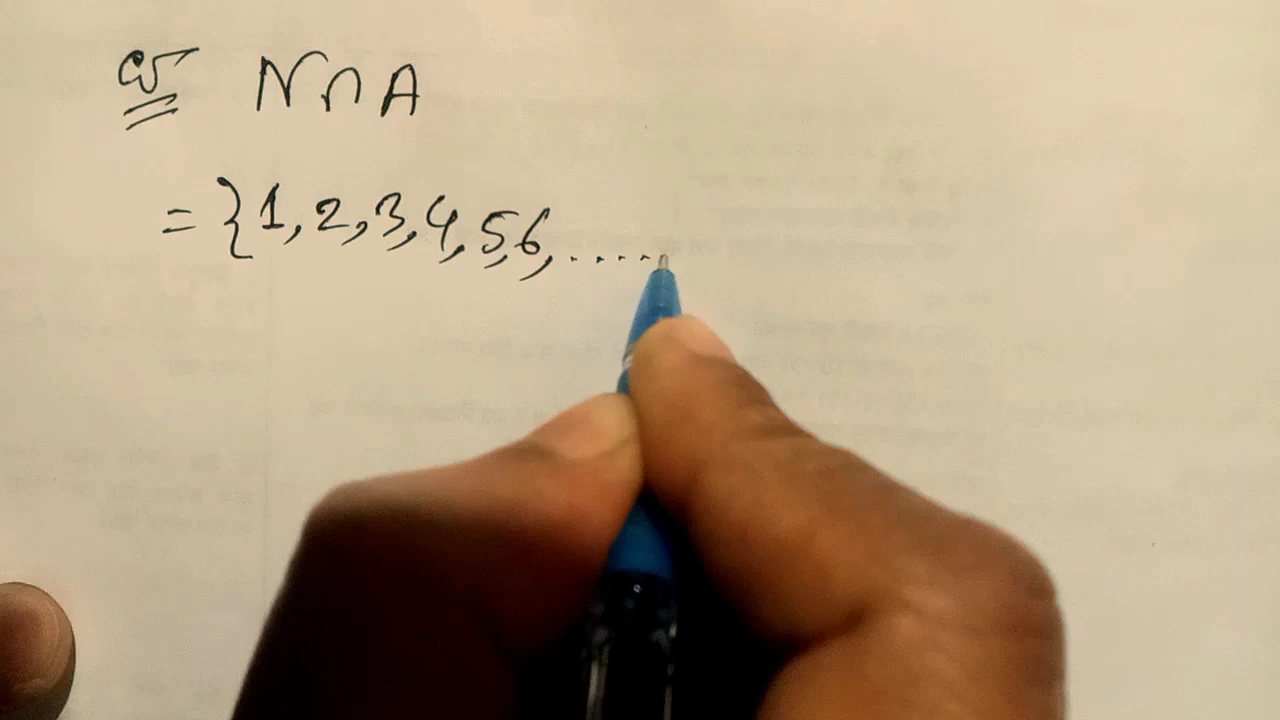 ঞ N∩A
= {1, 2, 3, 4, 5, 6, .....